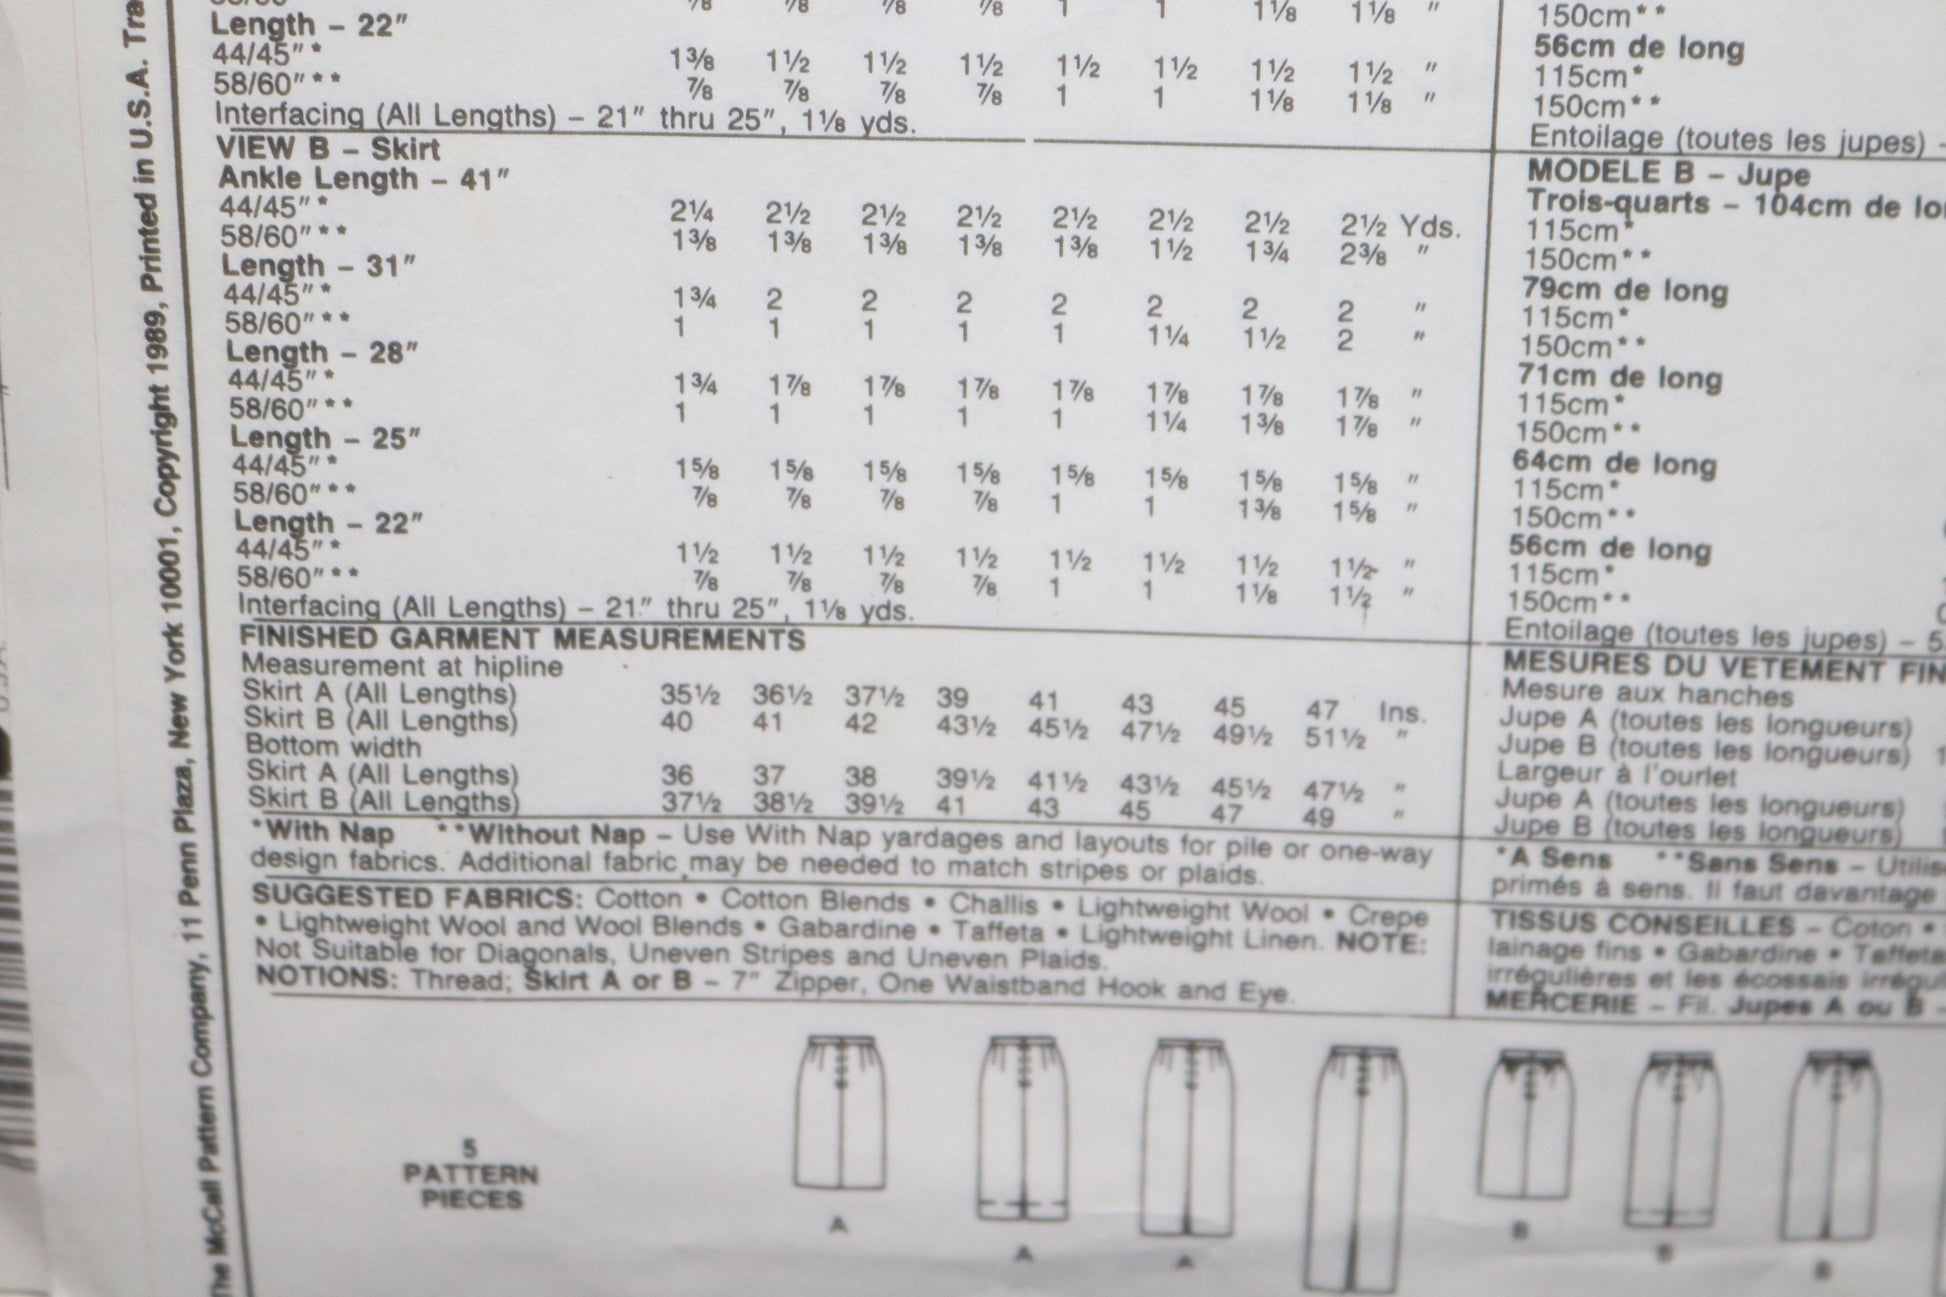 Length – 22"
44/45"* 1⅜ 1½ 1½ 1½ 1½ 1½ 1½ 1½ "
58/60"** ⅞ ⅞ ⅞ ⅞ 1 1 1⅛ 1⅛ "
Interfacing (All Lengths) – 21" thru 25", 1⅛ yds.
VIEW B – Skirt
Ankle Length – 41"
44/45"* 2¼ 2½ 2½ 2½ 2½ 2½ 2½ 2½ Yds.
58/60"** 1⅜ 1⅜ 1⅜ 1⅜ 1⅜ 1½ 1¾ 2⅜ "
Length – 31"
44/45"* 1¾ 2 2 2 2 2 2 2 "
58/60"** 1 1 1 1 1 1¼ 1½ 2 "
Length – 28"
44/45"* 1¾ 1⅞ 1⅞ 1⅞ 1⅞ 1⅞ 1⅞ 1⅞ "
58/60"** 1 1 1 1 1 1¼ 1⅜ 1⅞ "
Length – 25"
44/45"* 1⅝ 1⅝ 1⅝ 1⅝ 1⅝ 1⅝ 1⅝ 1⅝ "
58/60"** ⅞ ⅞ ⅞ ⅞ 1 1 1⅜ 1⅝ "
Length – 22"
44/45"* 1½ 1½ 1½ 1½ 1½ 1½ 1½ 1½ "
58/60"** ⅞ ⅞ ⅞ ⅞ 1 1 1⅛ 1½ "
Interfacing (All Lengths) – 21" thru 25", 1⅛ yds.
FINISHED GARMENT MEASUREMENTS
Measurement at hipline
Skirt A (All Lengths) 35½ 36½ 37½ 39 41 43 45 47 Ins.
Skirt B (All Lengths) 40 41 42 43½ 45½ 47½ 49½ 51½ "
Bottom width
Skirt A (All Lengths) 36 37 38 39½ 41½ 43½ 45½ 47½ "
Skirt B (All Lengths) 37½ 38½ 39½ 41 43 45 47 49 "
*With Nap **Without Nap – Use With Nap yardages and layouts for pile or one-way
design fabrics. Additional fabric may be needed to match stripes or plaids.
SUGGESTED FABRICS: Cotton • Cotton Blends • Challis • Lightweight Wool • Crepe
• Lightweight Wool and Wool Blends • Gabardine • Taffeta • Lightweight Linen. NOTE:
Not Suitable for Diagonals, Uneven Stripes and Uneven Plaids.
NOTIONS: Thread; Skirt A or B – 7" Zipper, One Waistband Hook and Eye.
150cm**
56cm de long
115cm*
150cm**
Entoilage (toutes les jupes) –
MODELE B – Jupe
Trois-quarts – 104cm de
115cm*
150cm**
79cm de long
115cm*
150cm**
71cm de long
115cm*
150cm**
64cm de long
115cm*
150cm**
56cm de long
115cm*
150cm**
Entoilage (toutes les jupes) – 5
MESURES DU VETEMENT FIN
Mesure aux hanches
Jupe A (toutes les longueurs)
Jupe B (toutes les longueurs) 1
Largeur à l'ourlet
Jupe A (toutes les longueurs)
Jupe B (toutes les longueurs)
*A Sens **Sans Sens – Utilis
primés à sens. Il faut davantage
TISSUS CONSEILLES – Coton •
lainage fins • Gabardine • Taffeta
irrégulières et les écossais irrégu
MERCERIE – Fil. Jupes A ou B –
5
PATTERN
PIECES
A
A
A
B
B
B
The McCall Pattern Company, 11 Penn Plaza, New York 10001, Copyright 1989, Printed in U.S.A. Tra